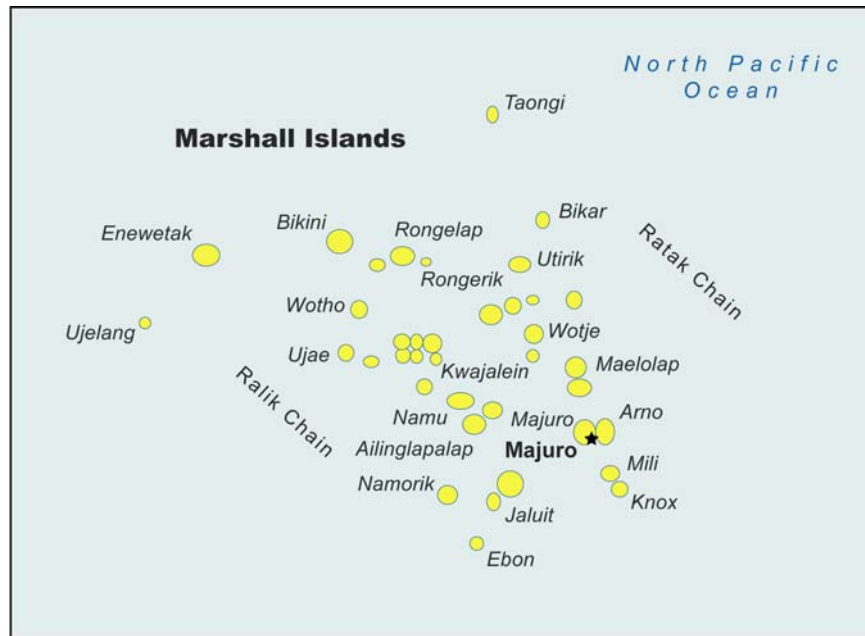 North Pacific
Ocean
Taongi
Marshall Islands
Bikar
Bikini
Rongelap
Enewetak
Ratak Chain
Utirik
Rongerik
Wotho
Ujelang
Wotje
Ujae
Kwajalein
Maelolap
Ralik Chain
Namu
Majuro
Arno
Ailinglapalap
Majuro
Mili
Namorik
Knox
Jaluit
Ebon